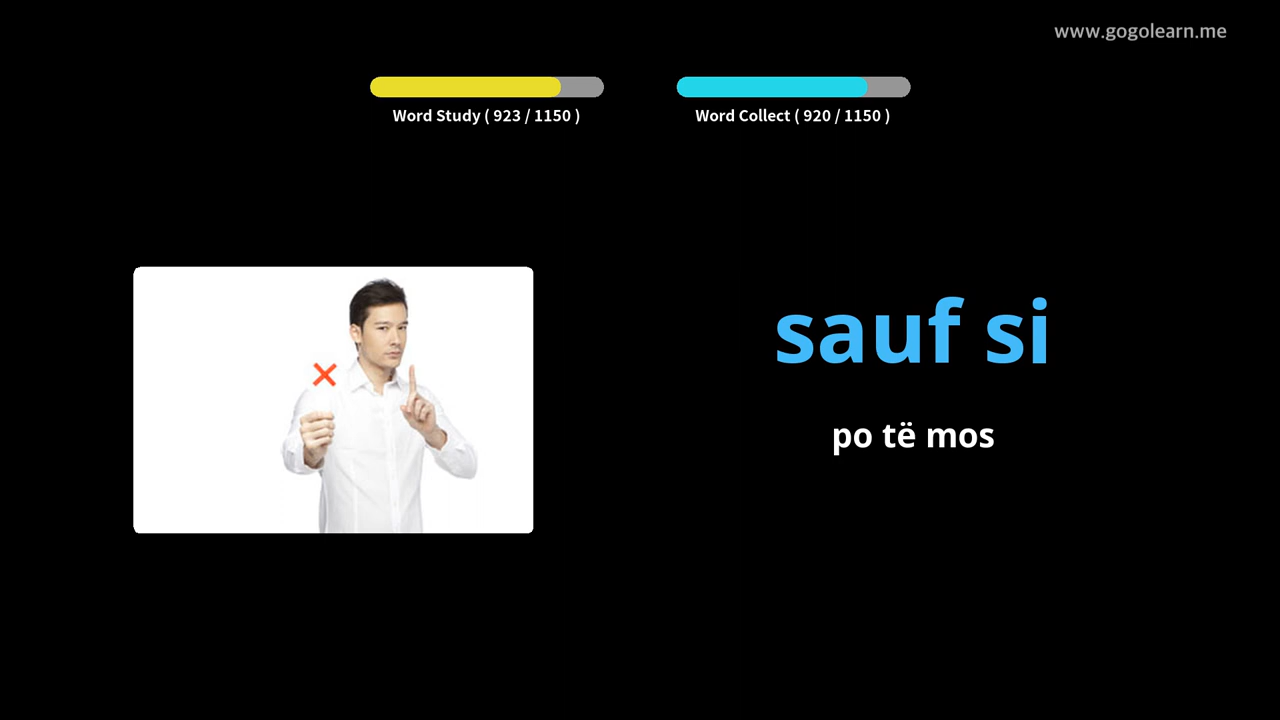 www.gogolearn.me
Word Study ( 923 / 1150 )
Word Collect ( 920 / 1150 )
sauf si
po të mos